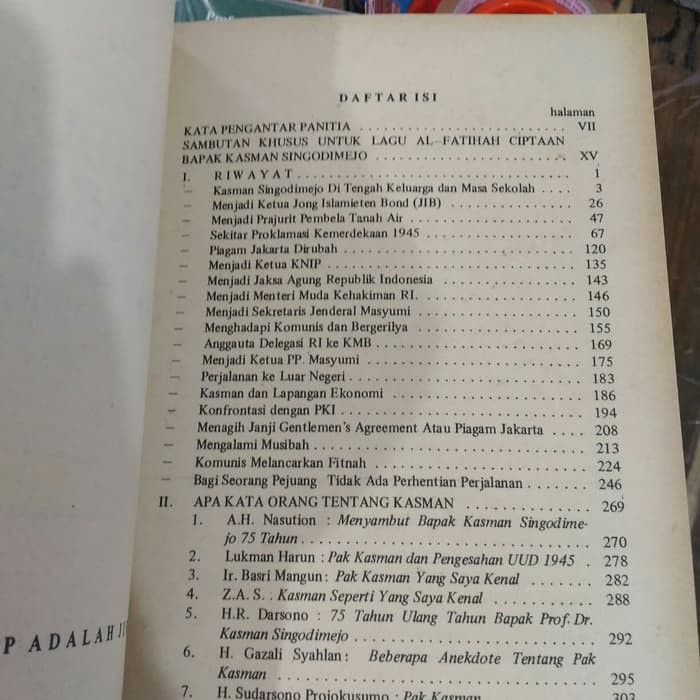 DAFTAR ISI
halaman
KATA PENGANTAR PANITIA . . . . . . . . . . . . . . . . . . . . . . . . VII
SAMBUTAN KHUSUS UNTUK LAGU AL-FATIHAH CIPTAAN
BAPAK KASMAN SINGODIMEJO . . . . . . . . . . . . . . . . . . . . XV
I. RIWAYAT . . . . . . . . . . . . . . . . . . . . . . . . . . . . . . . . 1
– Kasman Singodimejo Di Tengah Keluarga dan Masa Sekolah . . . . 3
– Menjadi Ketua Jong Islamieten Bond (JIB) . . . . . . . . . . . . . . 26
– Menjadi Prajurit Pembela Tanah Air . . . . . . . . . . . . . . . . . . 47
– Sekitar Proklamasi Kemerdekaan 1945 . . . . . . . . . . . . . . . . 67
– Piagam Jakarta Dirubah . . . . . . . . . . . . . . . . . . . . . . . . . 120
– Menjadi Ketua KNIP . . . . . . . . . . . . . . . . . . . . . . . . . . . 135
– Menjadi Jaksa Agung Republik Indonesia . . . . . . . . . . . . . . . 143
– Menjadi Menteri Muda Kehakiman RI. . . . . . . . . . . . . . . . . 146
– Menjadi Sekretaris Jenderal Masyumi . . . . . . . . . . . . . . . . . 150
– Menghadapi Komunis dan Bergerilya . . . . . . . . . . . . . . . . . 155
– Anggauta Delegasi RI ke KMB . . . . . . . . . . . . . . . . . . . . . 169
– Menjadi Ketua PP. Masyumi . . . . . . . . . . . . . . . . . . . . . . 175
– Perjalanan ke Luar Negeri . . . . . . . . . . . . . . . . . . . . . . . . 183
– Kasman dan Lapangan Ekonomi . . . . . . . . . . . . . . . . . . . . 186
– Konfrontasi dengan PKI . . . . . . . . . . . . . . . . . . . . . . . . . 194
– Menagih Janji Gentlemen's Agreement Atau Piagam Jakarta . . . . 208
– Mengalami Musibah . . . . . . . . . . . . . . . . . . . . . . . . . . . . 213
– Komunis Melancarkan Fitnah . . . . . . . . . . . . . . . . . . . . . . 224
– Bagi Seorang Pejuang Tidak Ada Perhentian Perjalanan . . . . . . . 246
II. APA KATA ORANG TENTANG KASMAN . . . . . . . . . . . . . 269
1. A.H. Nasution : Menyambut Bapak Kasman Singodime-
jo 75 Tahun . . . . . . . . . . . . . . . . . . . . . . . . . . . . . . 270
2. Lukman Harun : Pak Kasman dan Pengesahan UUD 1945 . 278
3. Ir. Basri Mangun : Pak Kasman Yang Saya Kenal . . . . . . . 282
4. Z.A.S. : Kasman Seperti Yang Saya Kenal . . . . . . . . . . . 288
5. H.R. Darsono : 75 Tahun Ulang Tahun Bapak Prof. Dr.
Kasman Singodimejo . . . . . . . . . . . . . . . . . . . . . . . . 292
6. H. Gazali Syahlan : Beberapa Anekdote Tentang Pak
Kasman . . . . . . . . . . . . . . . . . . . . . . . . . . . . . . . . 295
7. H. Sudarsono Projokusumo : Pak Kasman . . . . . . . . . . 303
P ADALAH